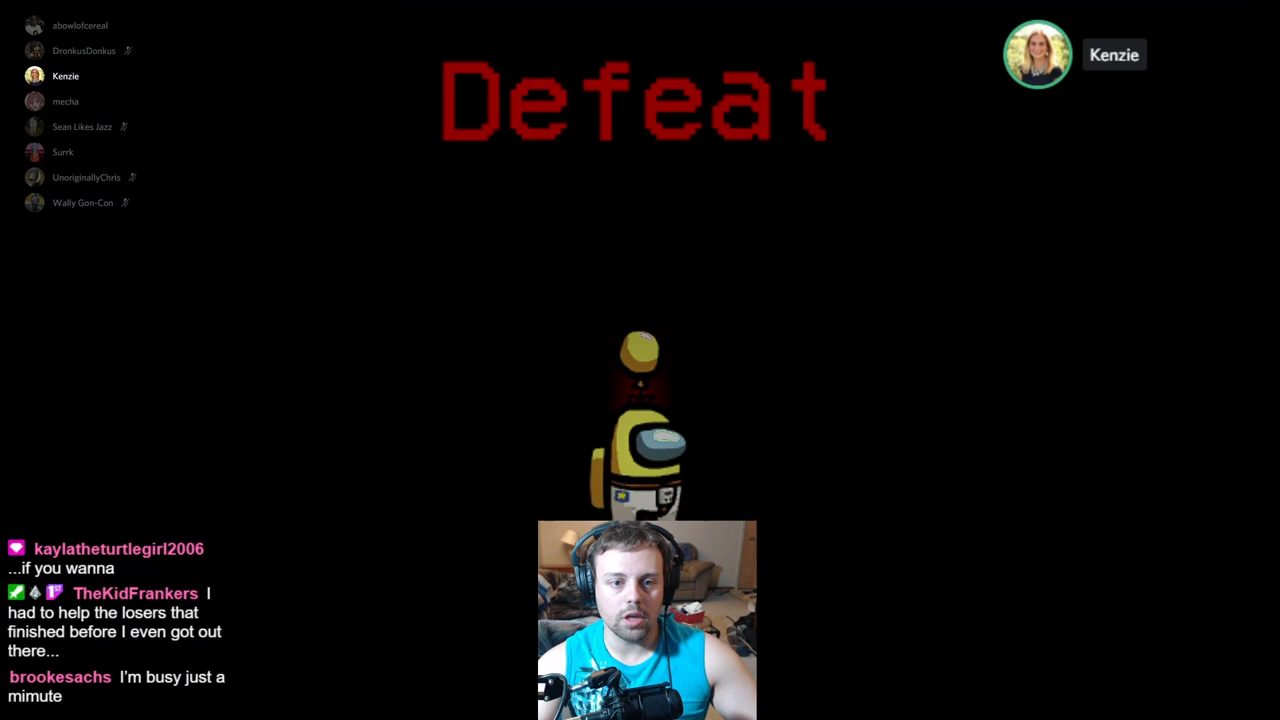 abowlofcereal
DronkusDonkus
Kenzie
mecha
Sean Likes Jazz
Surrk
UnoriginallyChris
Wally Gon-Con
Defeat
Kenzie
kaylatheturtlegirl2006
...if you wanna
1ST TheKidFrankers I
had to help the losers that
finished before I even got out
there...
brookesachs I'm busy just a
mimute